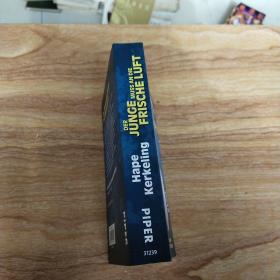 DER
JUNGE MUSS AN DIE
FRISCHE LUFT
Hape
Kerkeling
PIPER
31239